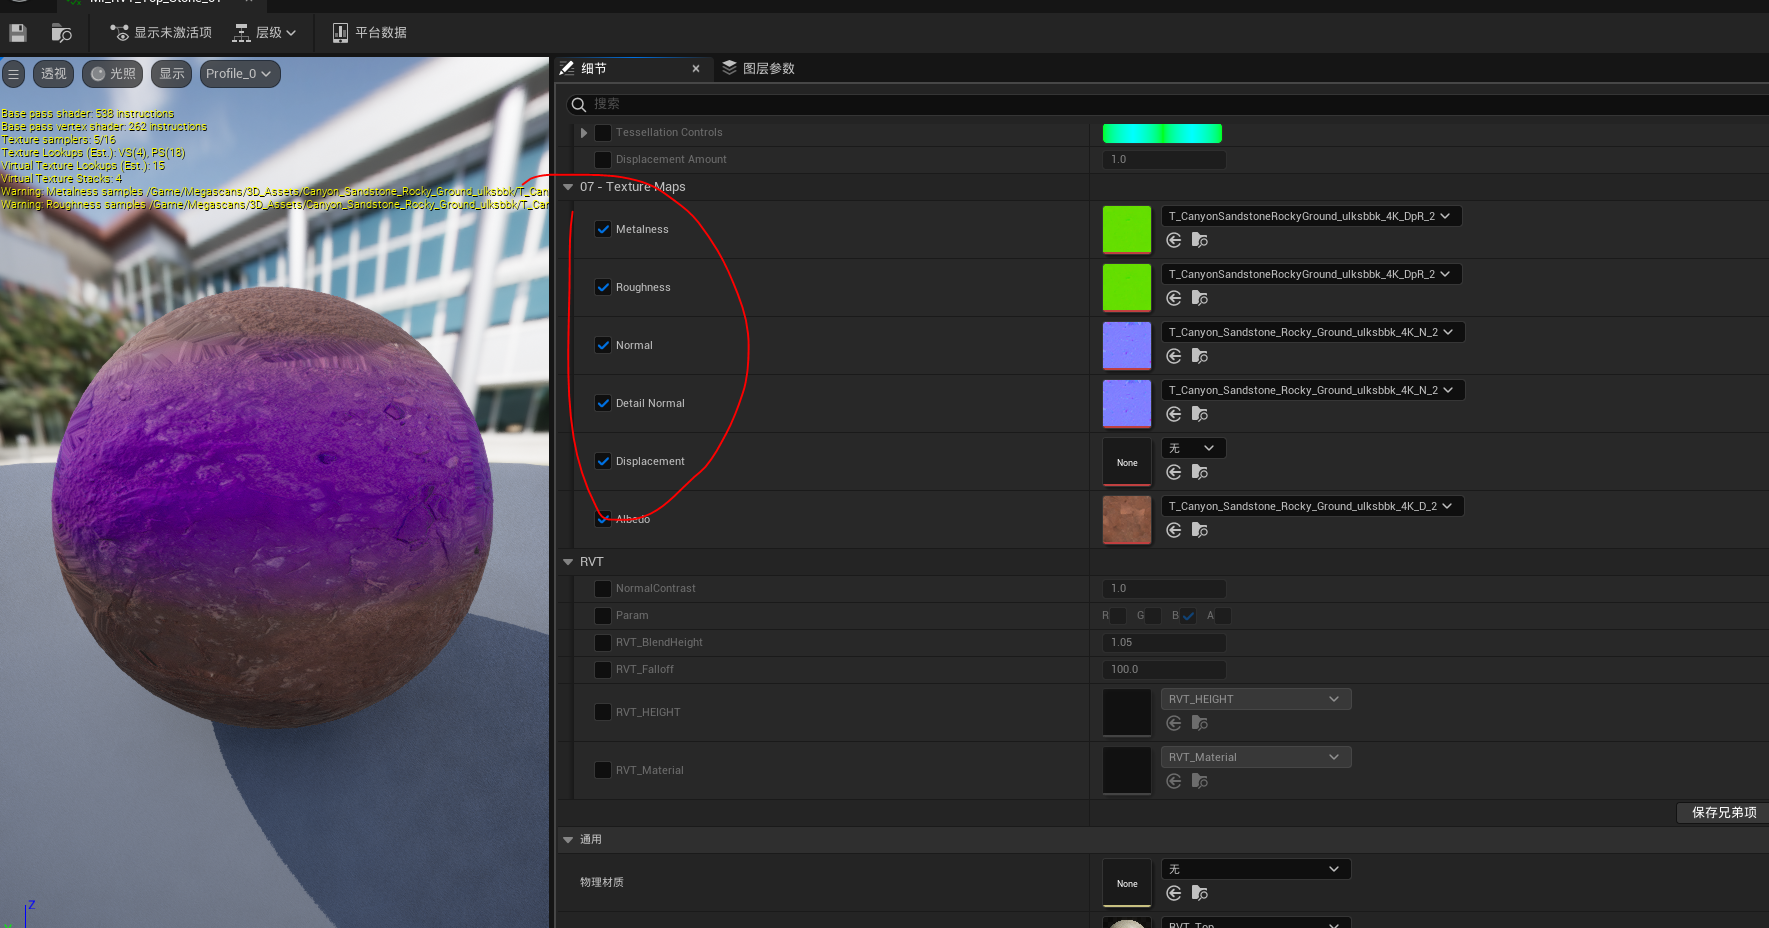 MI_RVT_Top_Stone_01
显示未激活项
层级
平台数据
透视
光照
显示
Profile_0
Base pass shader: 538 instructions
Base pass vertex shader: 262 instructions
Texture samplers: 5/16
Texture Lookups (Est.): VS(4), PS(18)
Virtual Texture Lookups (Est.): 15
Virtual Texture Stacks: 4
Warning: Metalness samples /Game/Megascans/3D_Assets/Canyon_Sandstone_Rocky_Ground_ulksbbk/T_Can
Warning: Roughness samples /Game/Megascans/3D_Assets/Canyon_Sandstone_Rocky_Ground_ulksbbk/T_Can
Z
细节
图层参数
搜索
Tessellation Controls
Displacement Amount 1.0
07 - Texture Maps
Metalness T_CanyonSandstoneRockyGround_ulksbbk_4K_DpR_2
Roughness T_CanyonSandstoneRockyGround_ulksbbk_4K_DpR_2
Normal T_Canyon_Sandstone_Rocky_Ground_ulksbbk_4K_N_2
Detail Normal T_Canyon_Sandstone_Rocky_Ground_ulksbbk_4K_N_2
Displacement None 无
Albedo T_Canyon_Sandstone_Rocky_Ground_ulksbbk_4K_D_2
RVT
NormalContrast 1.0
Param R G B A
RVT_BlendHeight 1.05
RVT_Falloff 100.0
RVT_HEIGHT RVT_HEIGHT
RVT_Material RVT_Material
保存兄弟项
通用
物理材质 None 无
RVT_Top